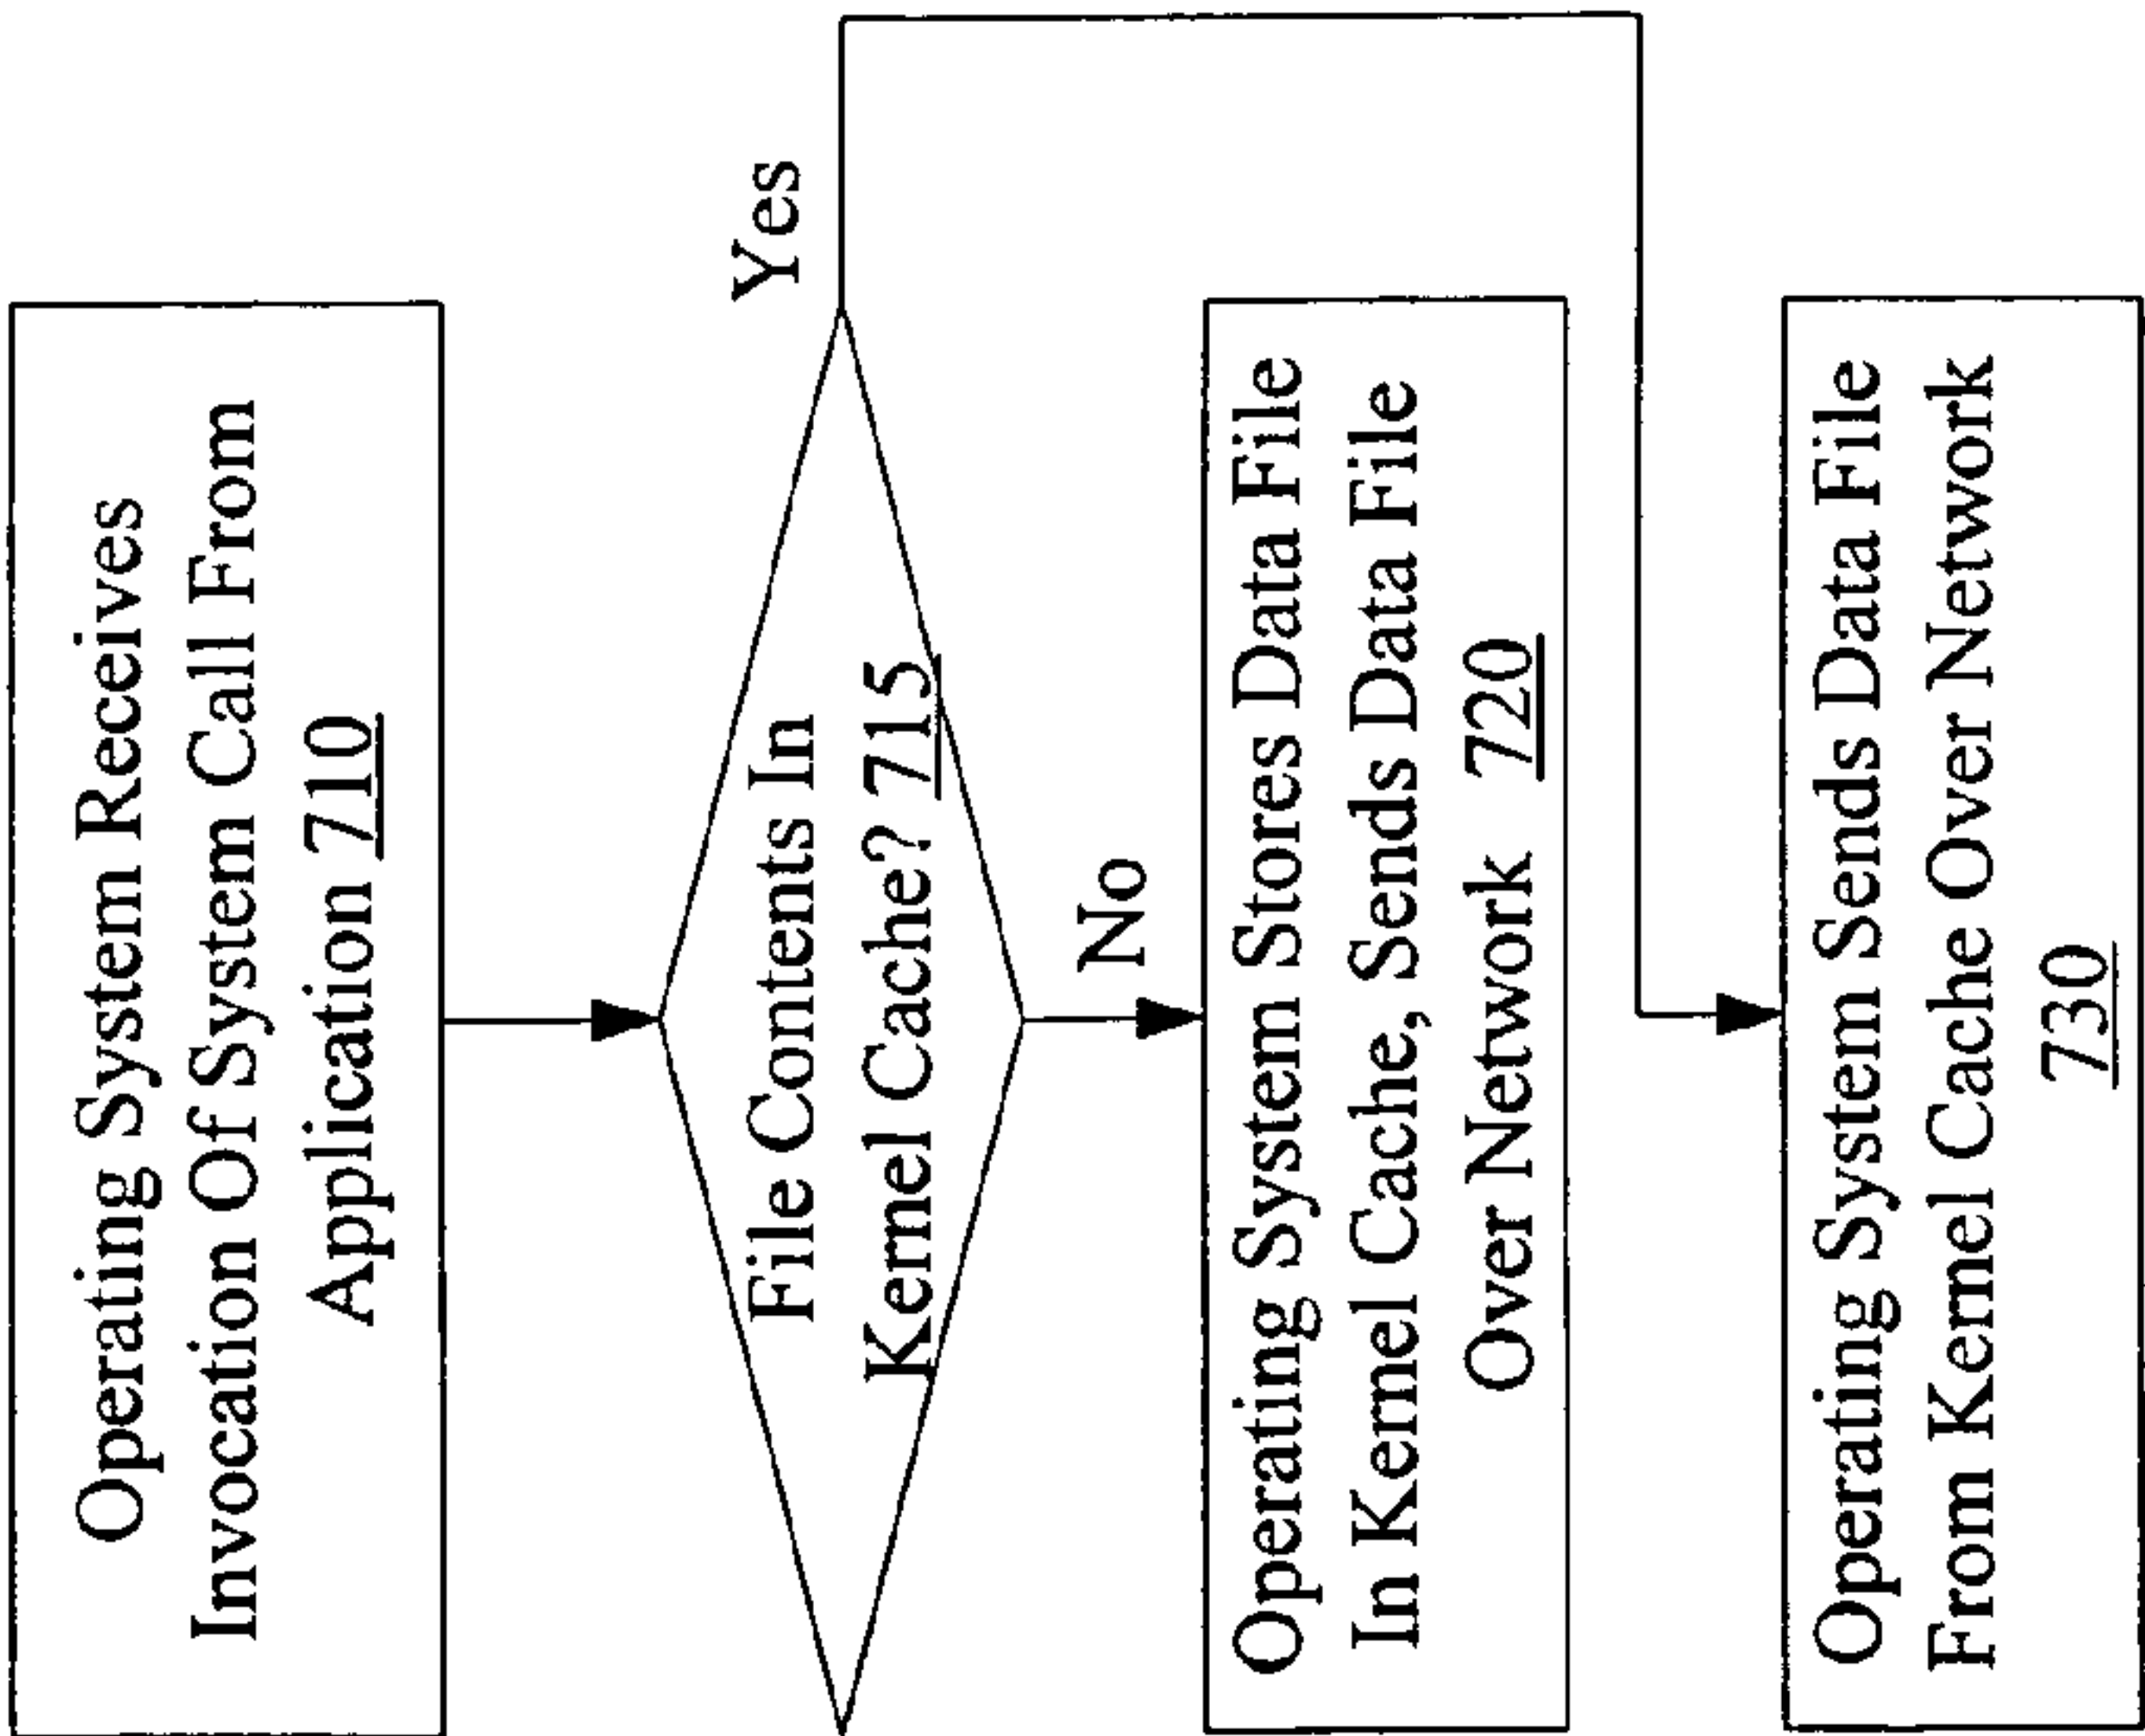 Operating System Receives
Invocation Of System Call From
Application 710
File Contents In
Kernel Cache? 715
Yes
No
Operating System Stores Data File
In Kernel Cache, Sends Data File
Over Network 720
Operating System Sends Data File
From Kernel Cache Over Network
730